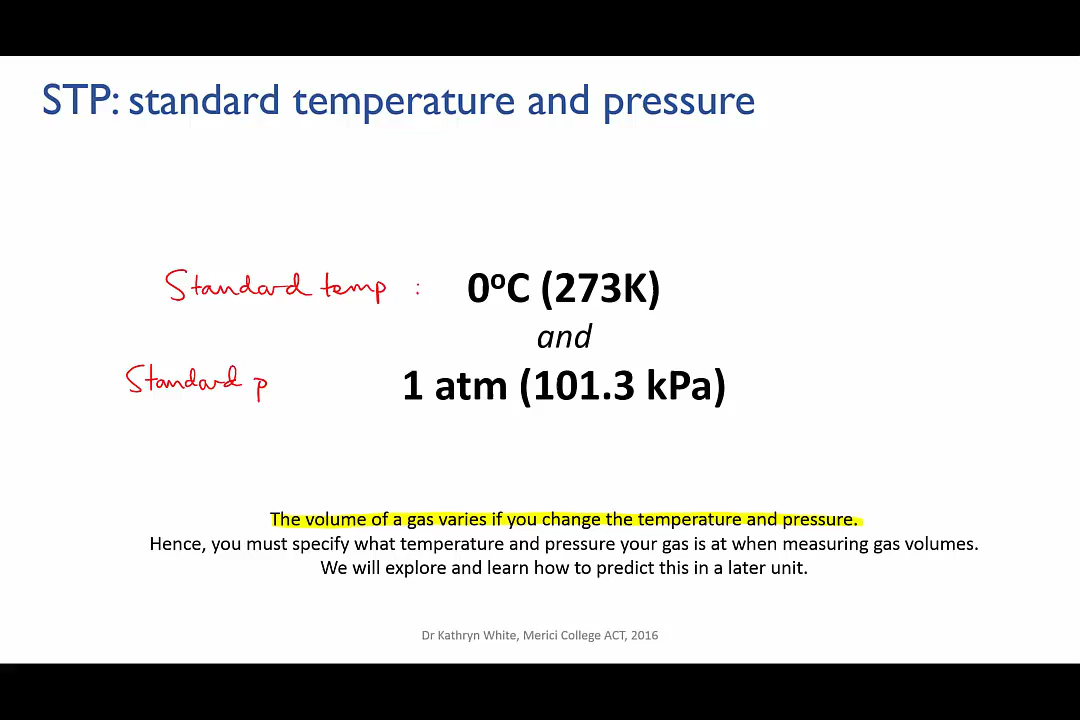 STP: standard temperature and pressure
Standard temp : 0°C (273K)
and
Standard p 1 atm (101.3 kPa)
The volume of a gas varies if you change the temperature and pressure.
Hence, you must specify what temperature and pressure your gas is at when measuring gas volumes.
We will explore and learn how to predict this in a later unit.
Dr Kathryn White, Merici College ACT, 2016